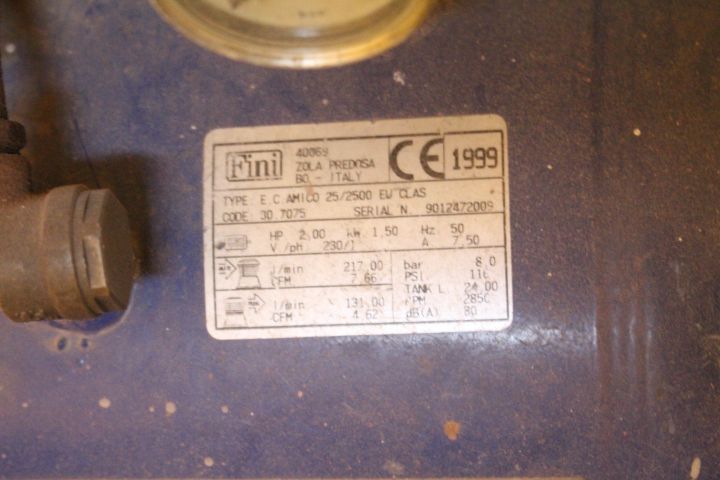 Fini
40069
ZOLA PREDOSA
BO - ITALY
CE 1999
TYPE: E.C.AMICO 25/2500 EW CLAS
CODE: 30.7075 SERIAL N. 9012472009
HP 2,00 kW 1,50 Hz 50
V /ph 230/1 A 7,50
l/min 217,00 bar 8,0
CFM 7,66 PSI 116
TANK L 24,00
l/min 131,00 RPM 2850
CFM 4,62 dB(A) 80